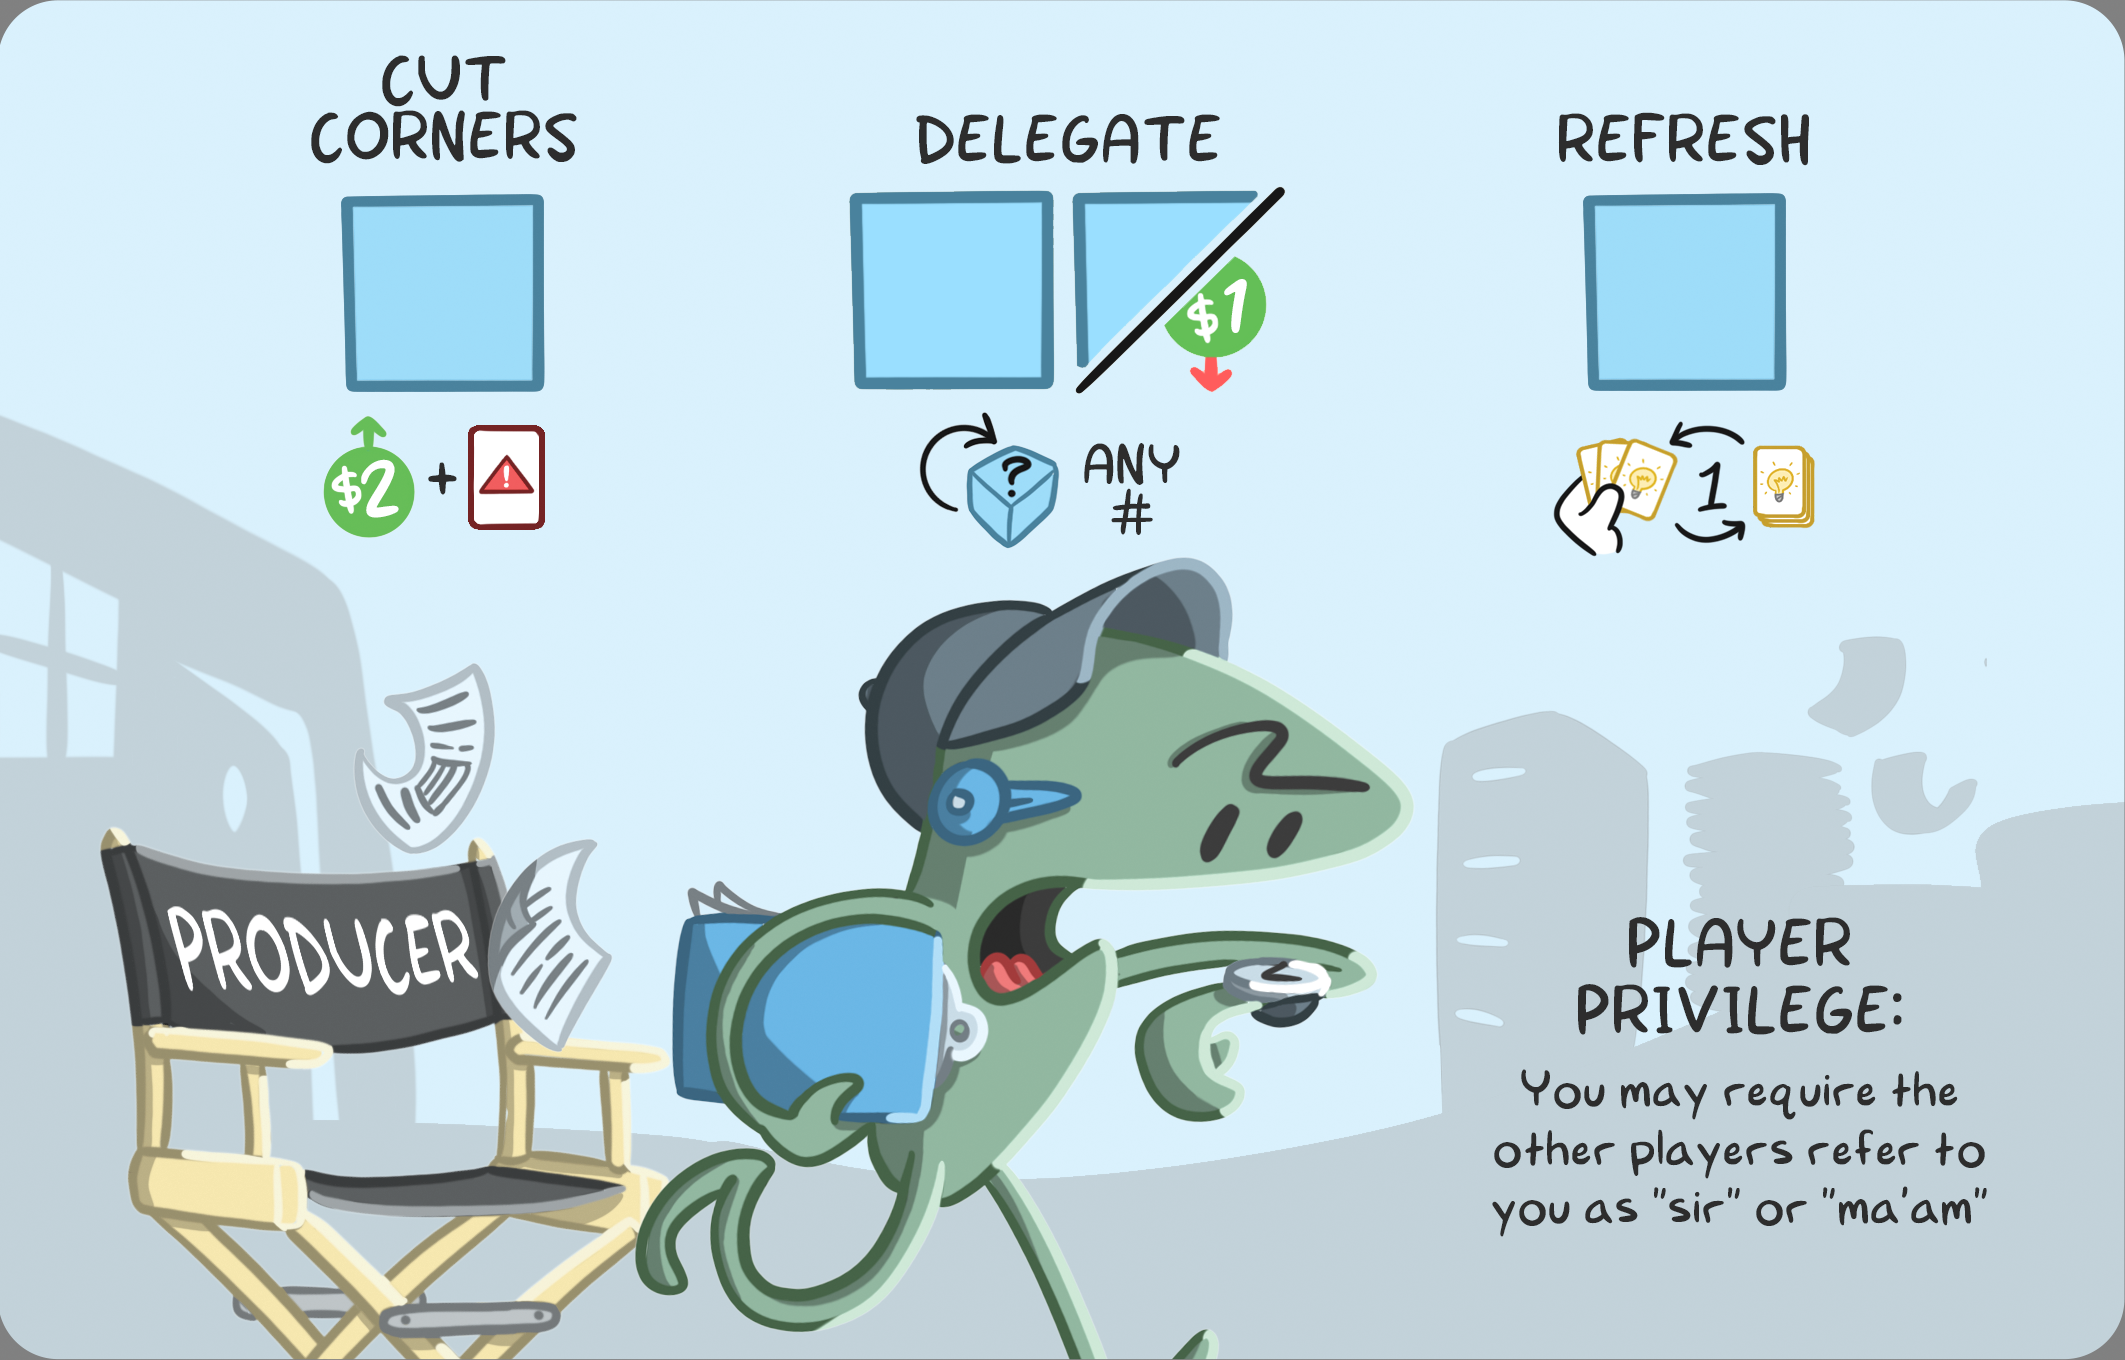 CUT
CORNERS
DELEGATE
REFRESH
$1
$2 + !
? ANY
#
1
PRODUCER
PLAYER
PRIVILEGE:
You may require the
other players refer to
you as "sir" or "ma'am"